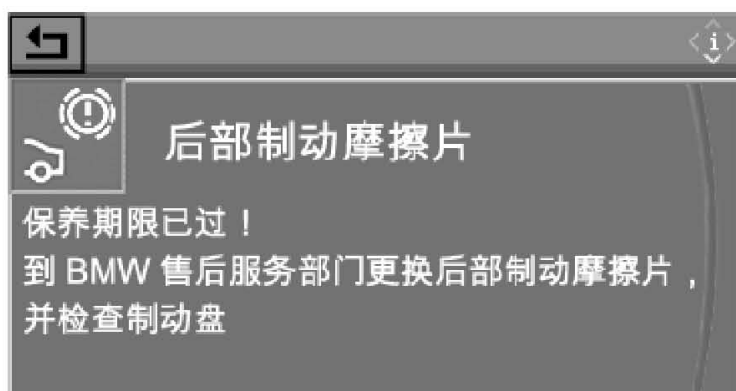 i
后部制动摩擦片
保养期限已过！
到 BMW 售后服务部门更换后部制动摩擦片，
并检查制动盘